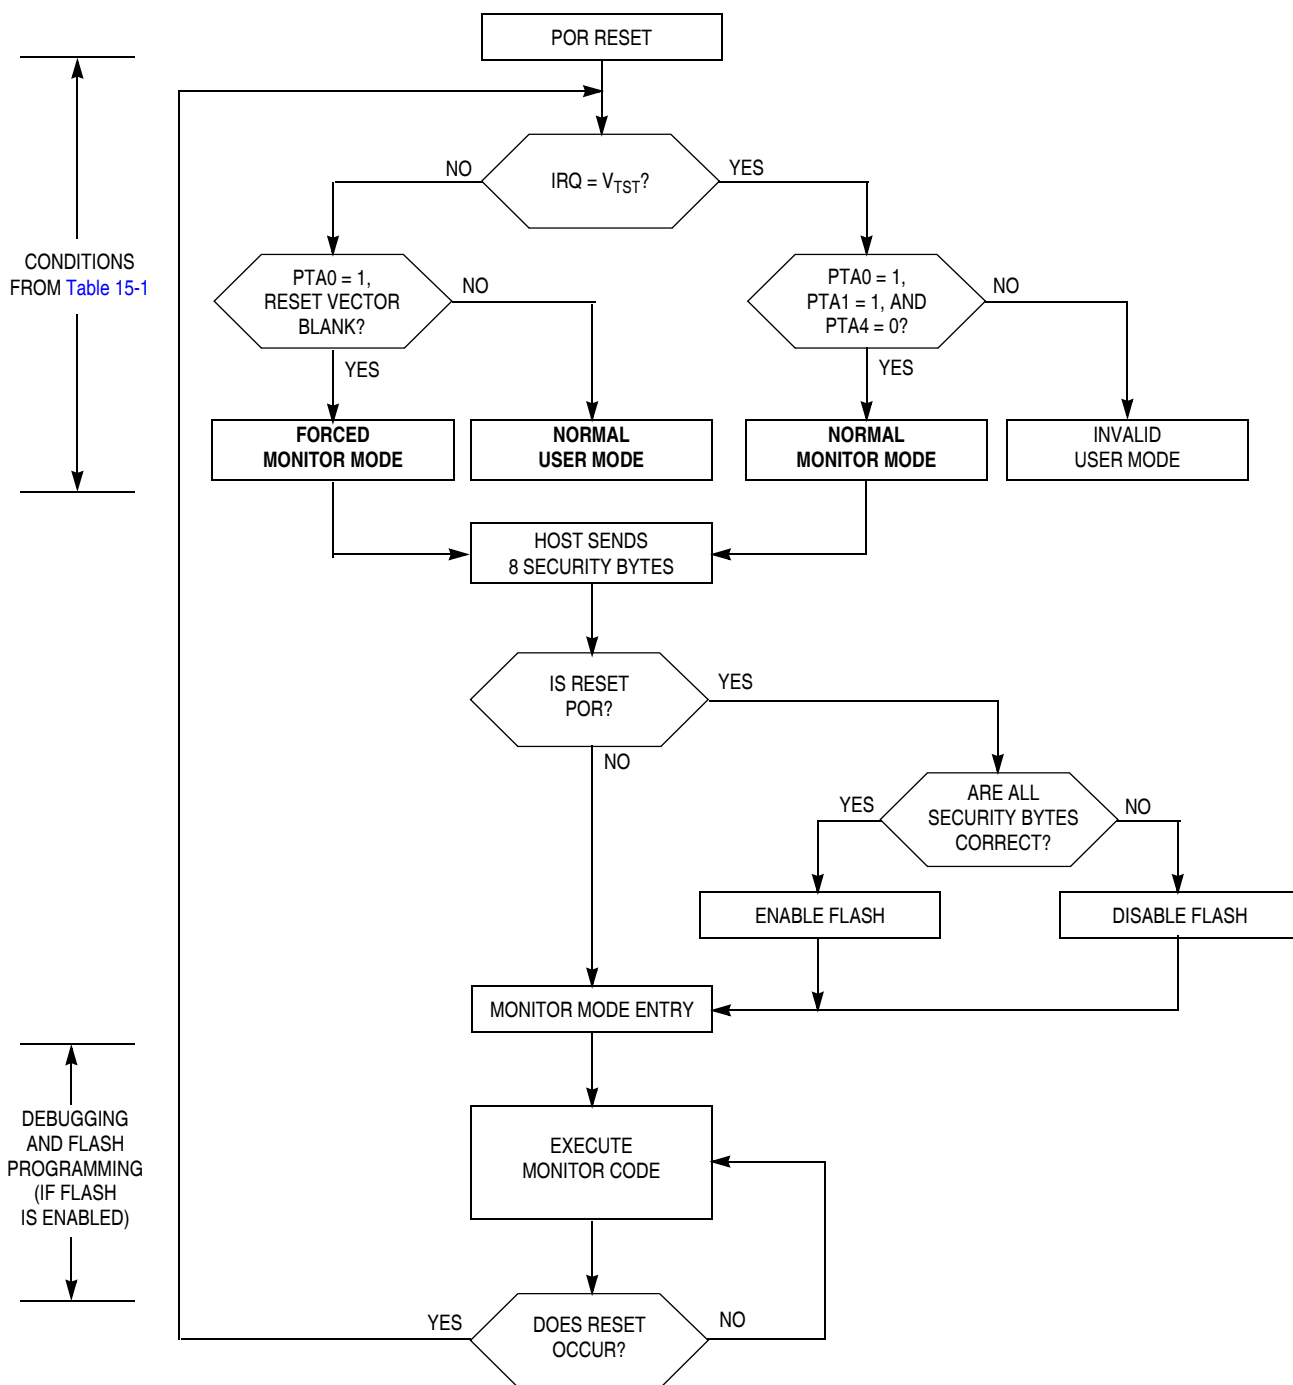 POR RESET
NO
YES
IRQ = VTST?
CONDITIONS
FROM Table 15-1
PTA0 = 1,
RESET VECTOR
BLANK?
NO
YES
PTA0 = 1,
PTA1 = 1, AND
PTA4 = 0?
NO
YES
FORCED
MONITOR MODE
NORMAL
USER MODE
NORMAL
MONITOR MODE
INVALID
USER MODE
HOST SENDS
8 SECURITY BYTES
IS RESET
POR?
YES
NO
ARE ALL
SECURITY BYTES
CORRECT?
YES
NO
ENABLE FLASH
DISABLE FLASH
MONITOR MODE ENTRY
DEBUGGING
AND FLASH
PROGRAMMING
(IF FLASH
IS ENABLED)
EXECUTE
MONITOR CODE
YES
DOES RESET
OCCUR?
NO